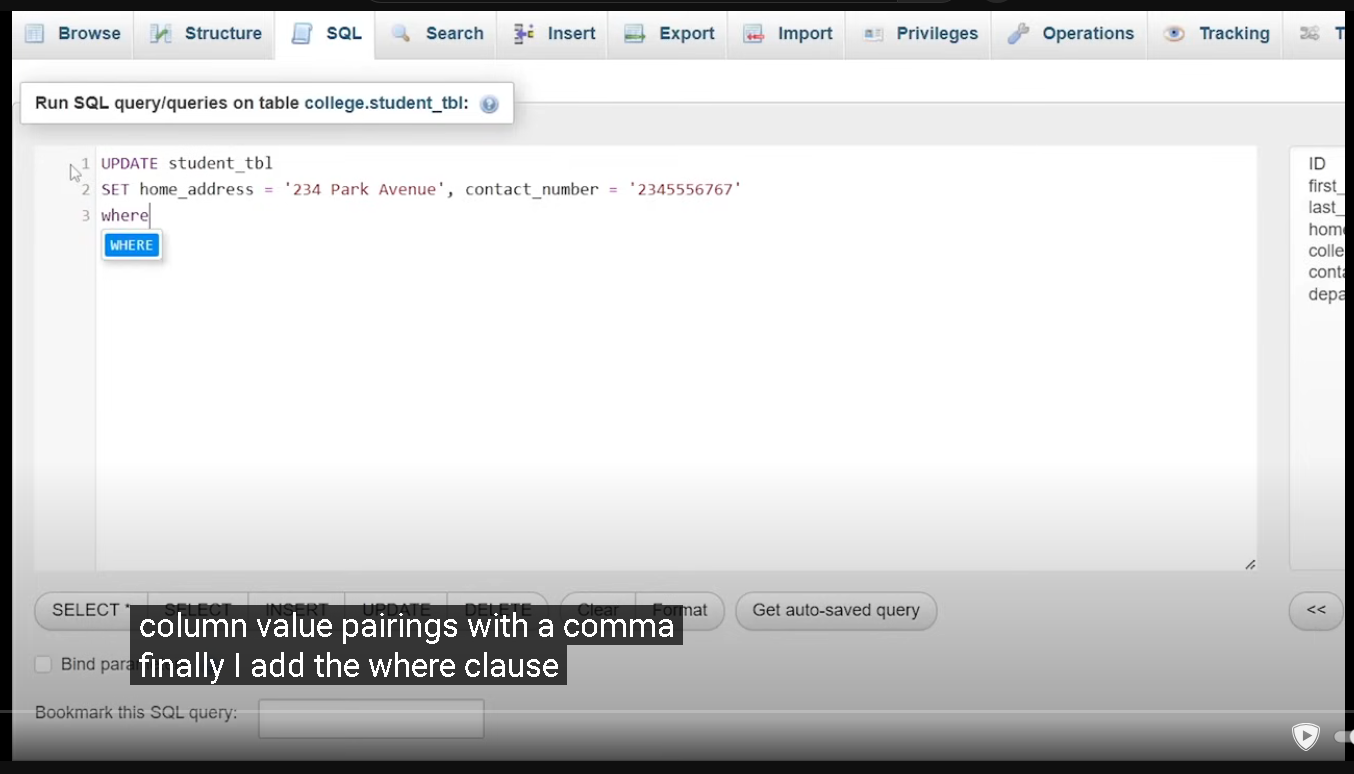 Browse Structure SQL Search Insert Export Import Privileges Operations Tracking T
Run SQL query/queries on table college.student_tbl:
1 UPDATE student_tbl
2 SET home_address = '234 Park Avenue', contact_number = '2345556767'
3 where
WHERE
ID
first_
last_
home
colle
conta
depa
SELECT * SELECT INSERT UPDATE DELETE Clear Format Get auto-saved query <<
column value pairings with a comma
finally I add the where clause
Bind para
Bookmark this SQL query: